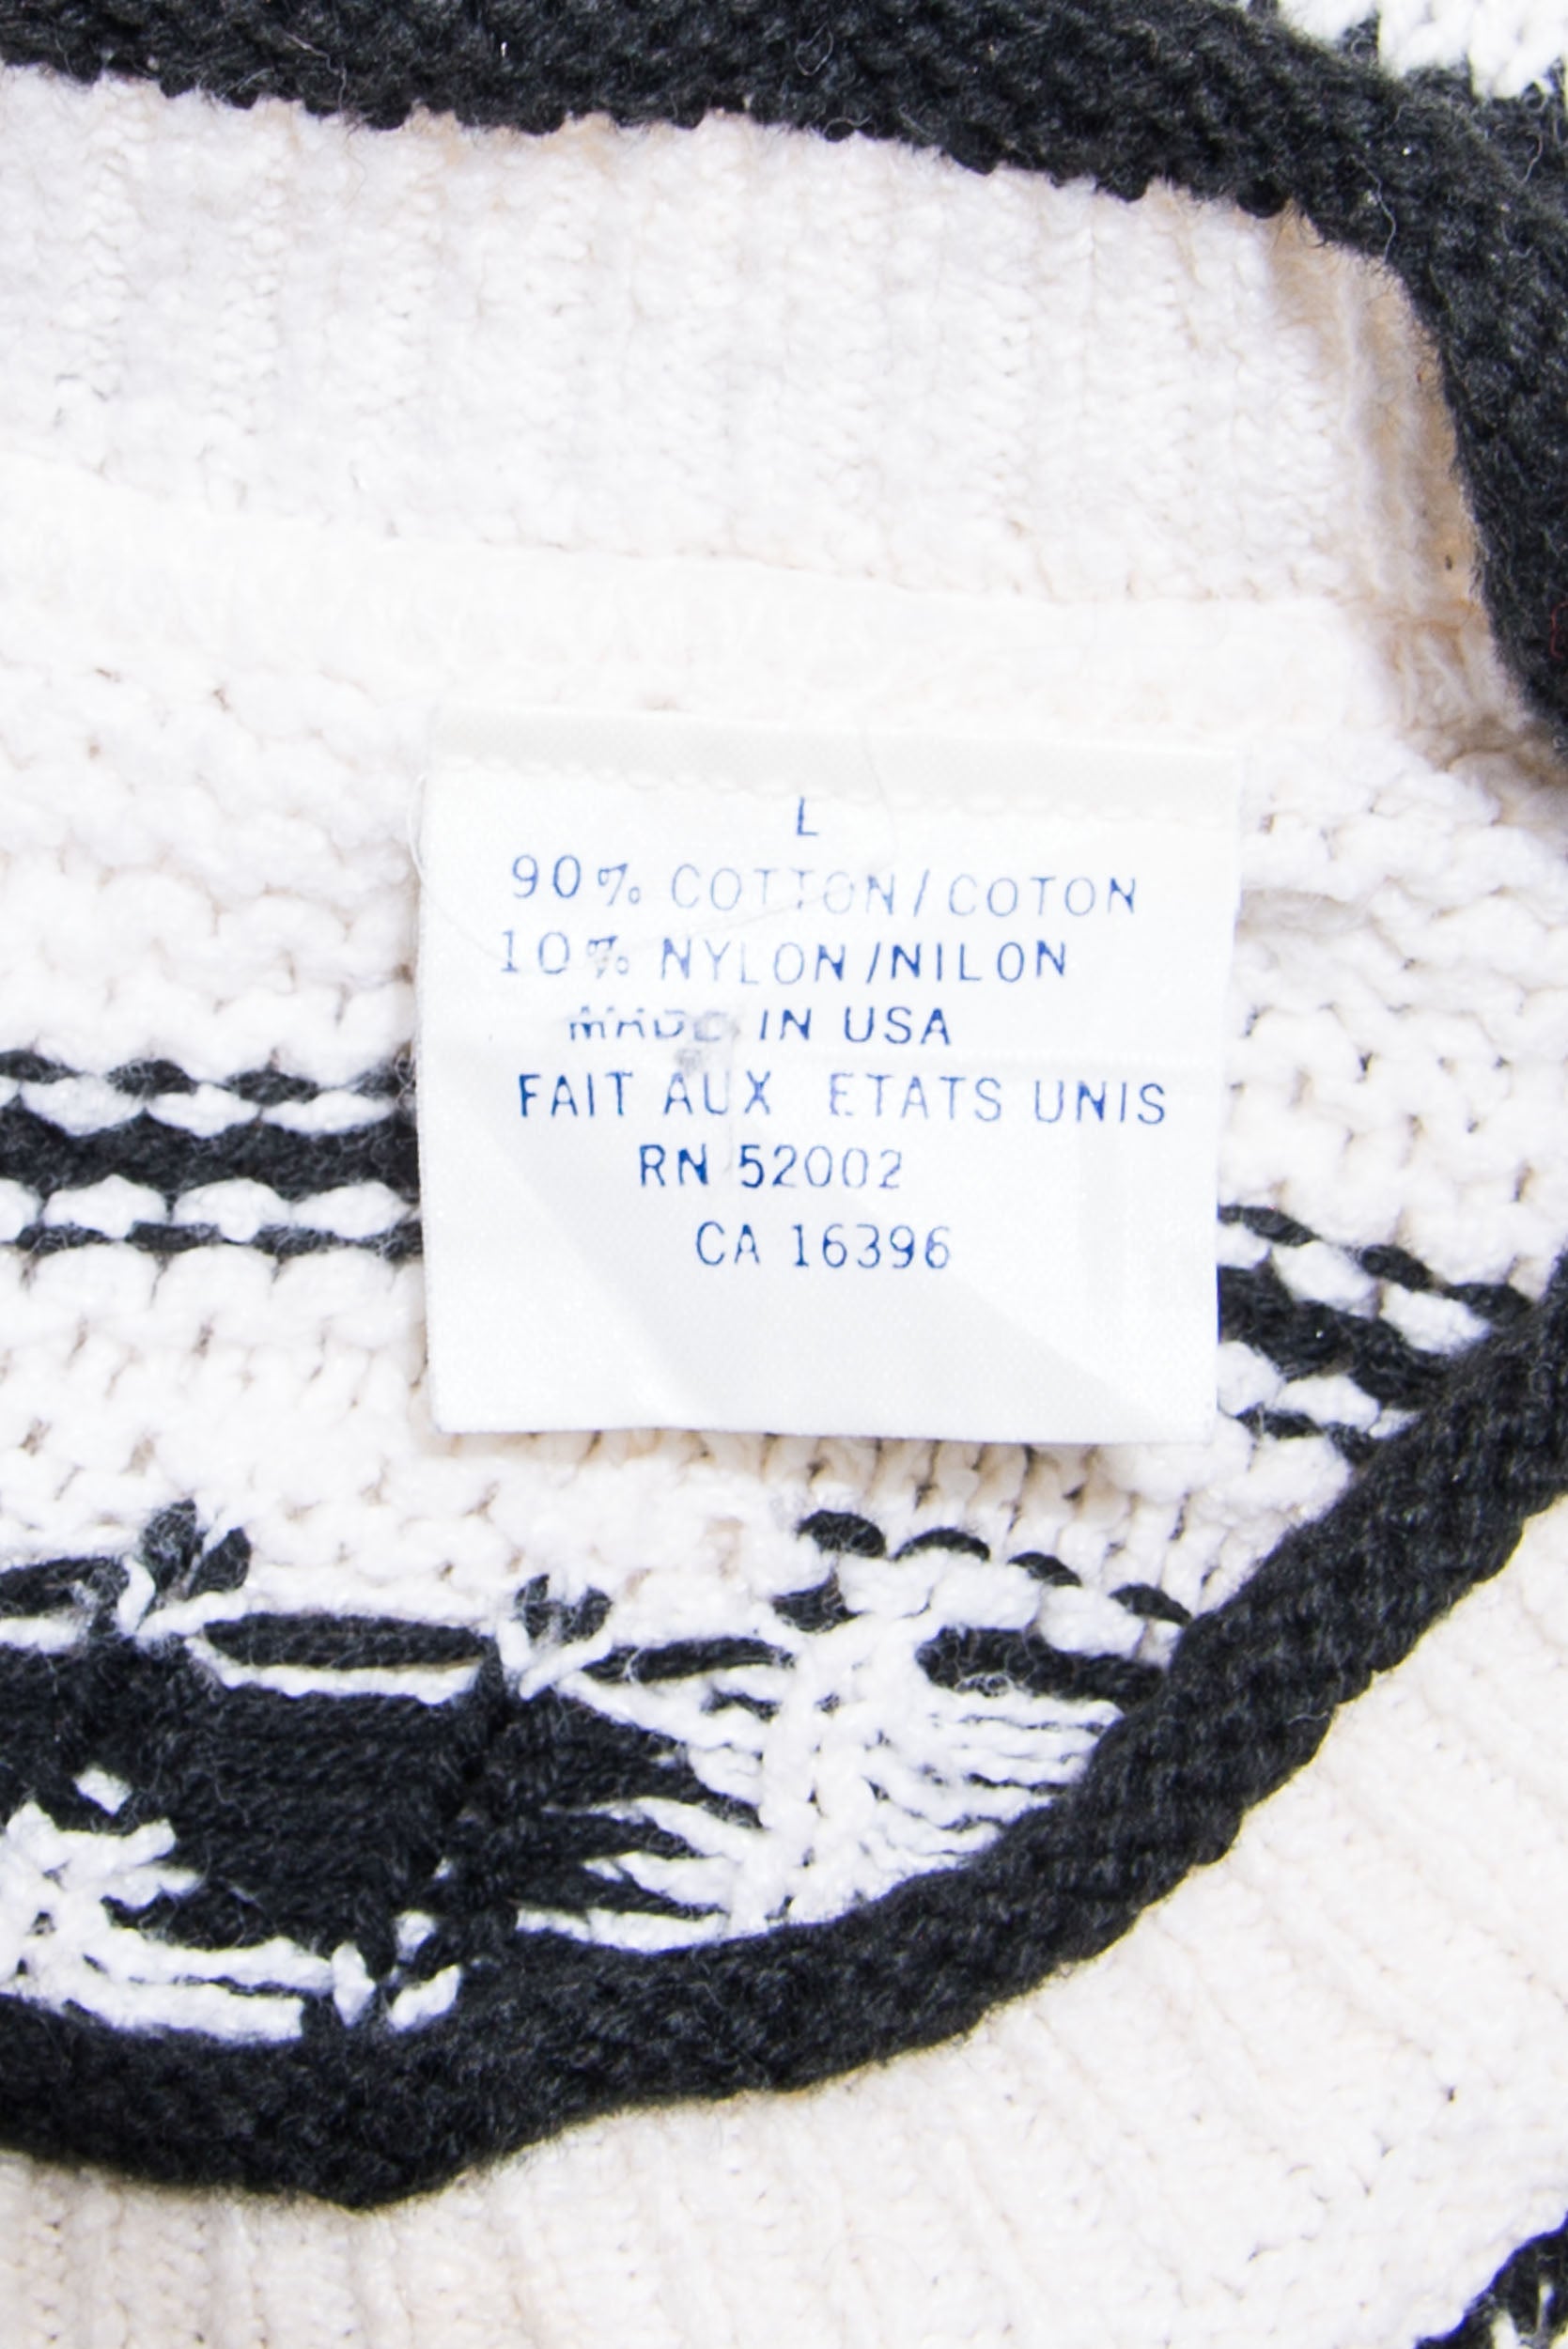 L
90% COTTON/COTON
10% NYLON/NILON
MADE IN USA
FAIT AUX ETATS UNIS
RN 52002
CA 16396